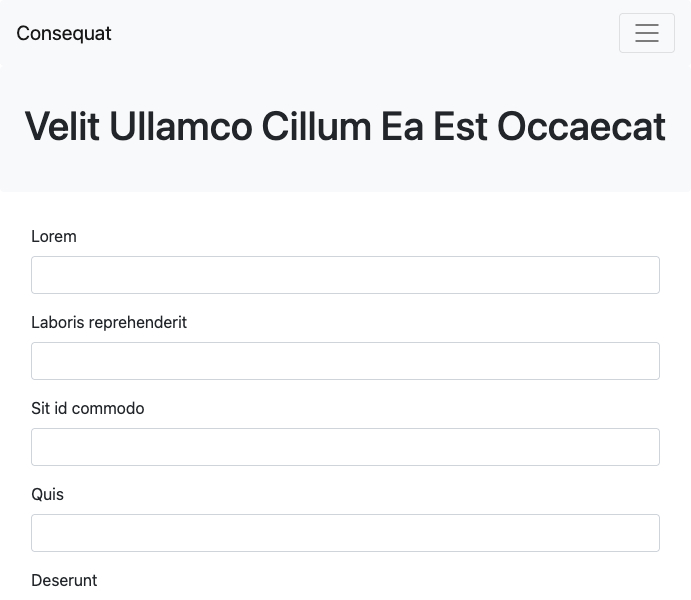 Consequat
Velit Ullamco Cillum Ea Est Occaecat
Lorem
Laboris reprehenderit
Sit id commodo
Quis
Deserunt